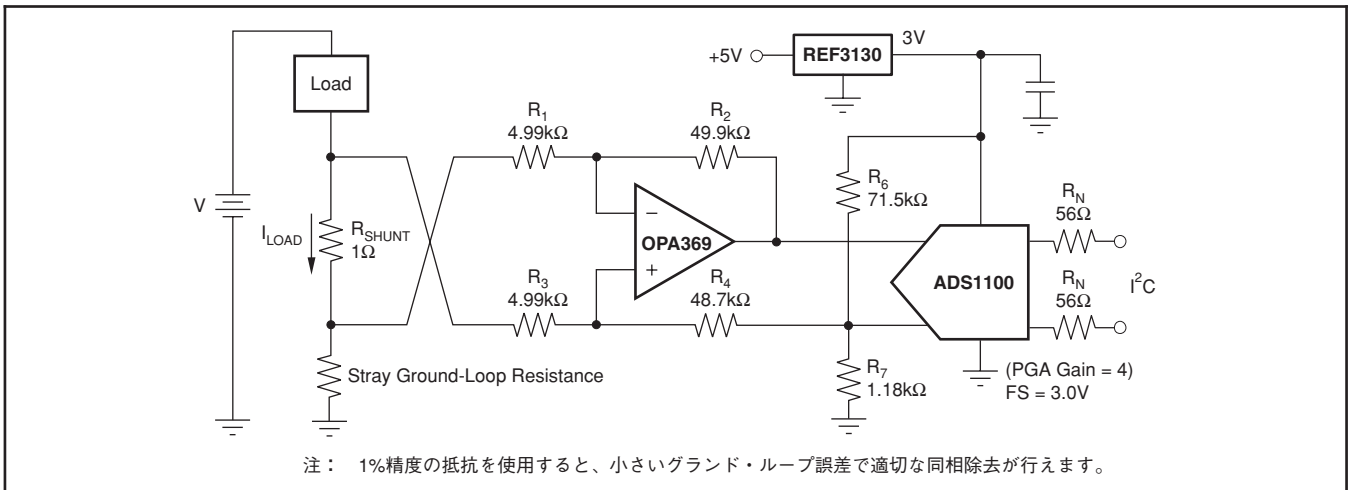 +5V
REF3130
3V
Load
R1
4.99kΩ
R2
49.9kΩ
R6
71.5kΩ
RN
56Ω
V
ILOAD
RSHUNT
1Ω
−
OPA369
+
ADS1100
I²C
R3
4.99kΩ
R4
48.7kΩ
RN
56Ω
Stray Ground-Loop Resistance
R7
1.18kΩ
(PGA Gain = 4)
FS = 3.0V
注： 1%精度の抵抗を使用すると、小さいグランド・ループ誤差で適切な同相除去が行えます。